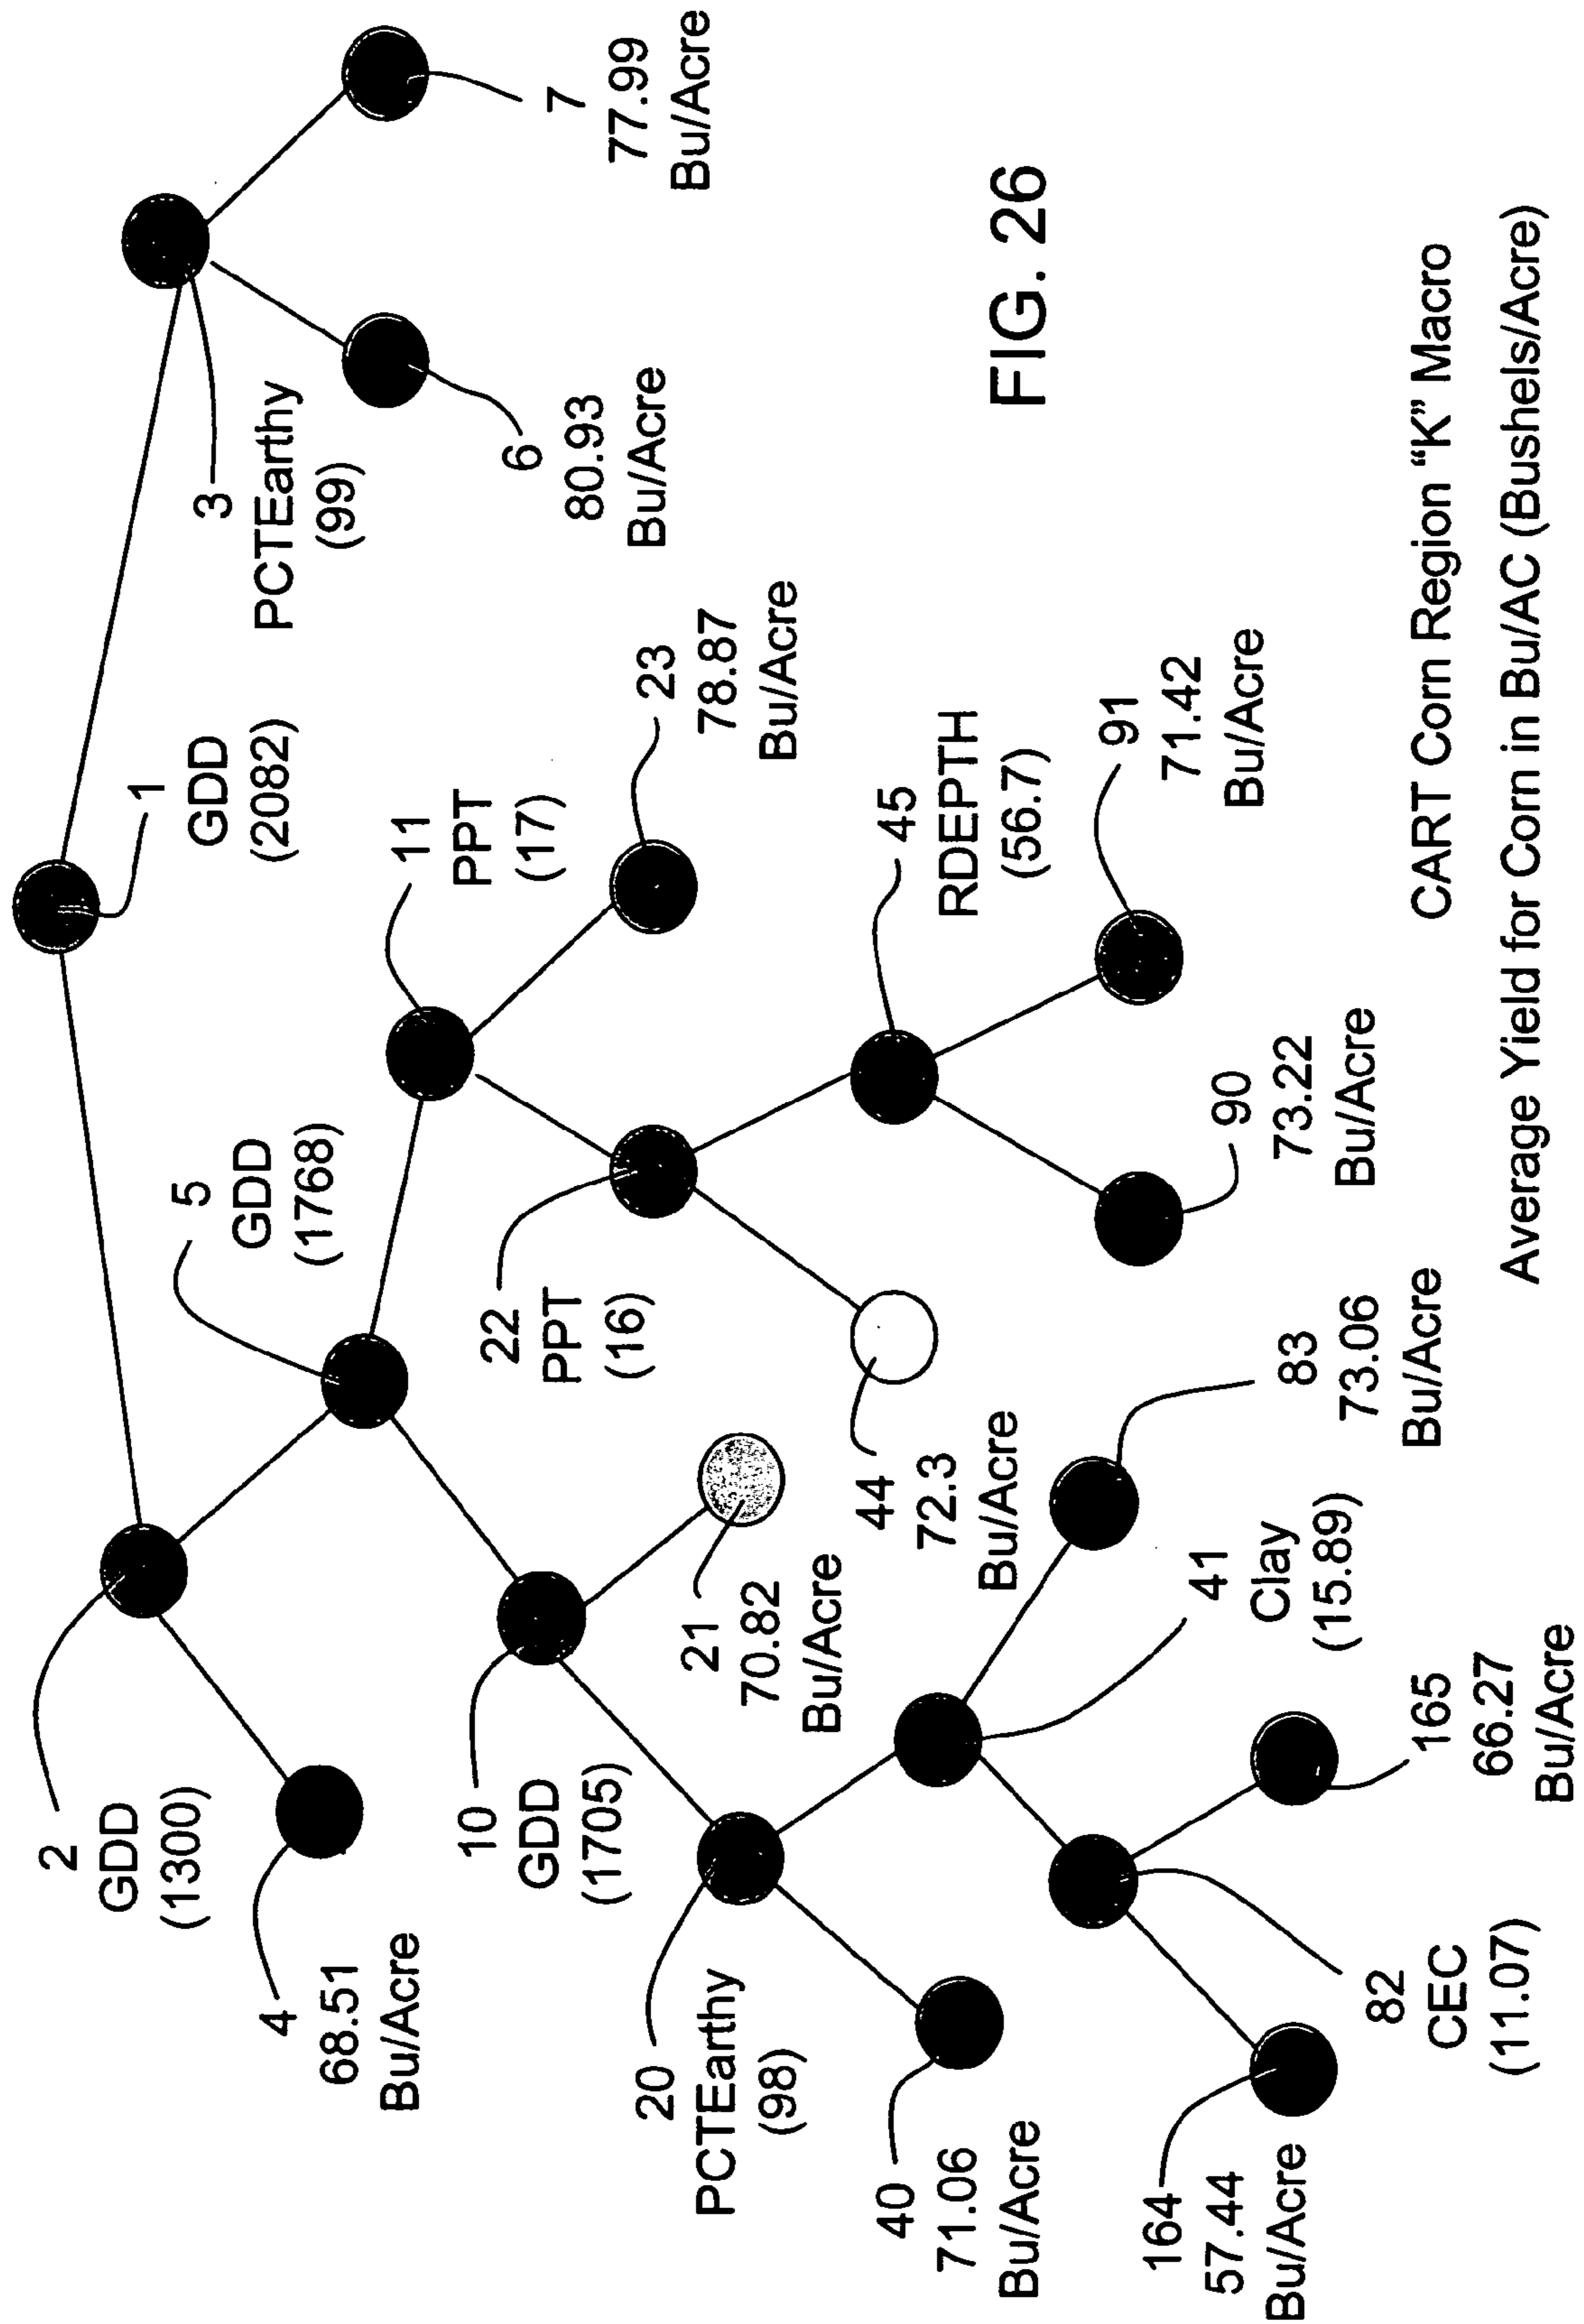 1
GDD
(2082)
2
GDD
(1300)
3
PCTEarthy
(99)
4
68.51
Bu/Acre
5
GDD
(1768)
6
80.93
Bu/Acre
7
77.99
Bu/Acre
10
GDD
(1705)
11
PPT
(17)
20
PCTEarthy
(98)
21
70.82
Bu/Acre
22
PPT
(16)
23
78.87
Bu/Acre
40
71.06
Bu/Acre
41
Clay
(15.89)
44
72.3
Bu/Acre
45
RDEPTH
(56.7)
82
CEC
(11.07)
83
73.06
Bu/Acre
90
73.22
Bu/Acre
91
71.42
Bu/Acre
164
57.44
Bu/Acre
165
66.27
Bu/Acre
FIG. 26
CART Corn Region “K” Macro
Average Yield for Corn in Bu/AC (Bushels/Acre)